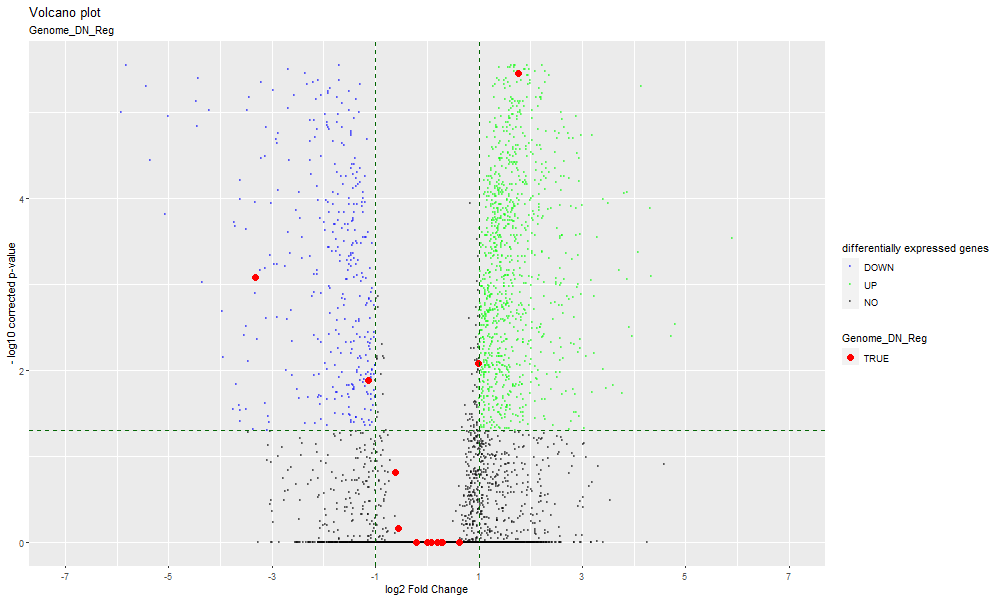 Volcano plot
Genome_DN_Reg
- log10 corrected p-value
4
2
0
-7 -5 -3 -1 1 3 5 7
log2 Fold Change
differentially expressed genes
DOWN
UP
NO
Genome_DN_Reg
TRUE